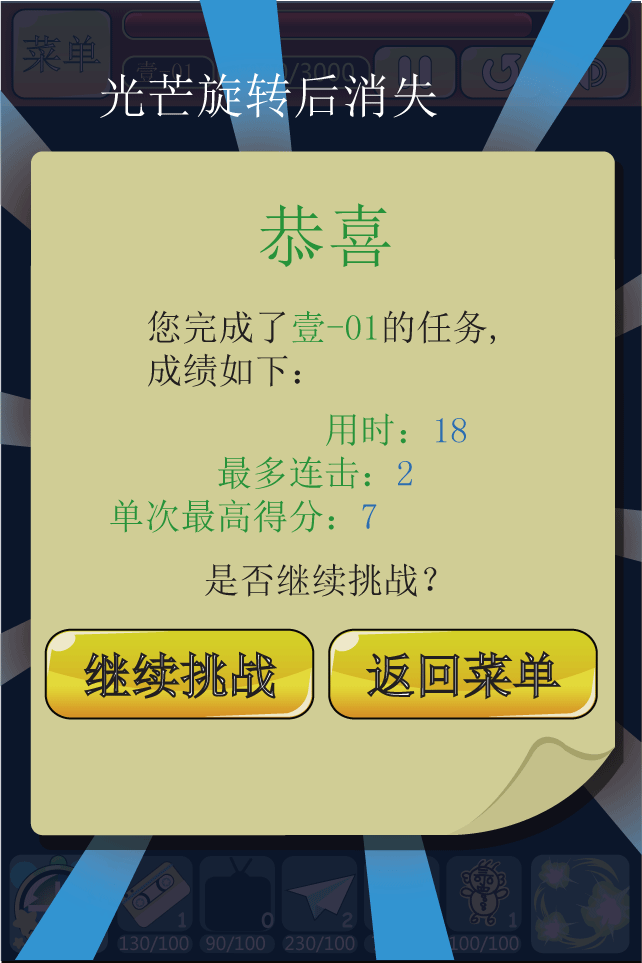 菜单
壹-01
/3000
光芒旋转后消失
恭喜
您完成了壹-01的任务,
成绩如下:
用时: 18
最多连击: 2
单次最高得分: 7
是否继续挑战?
继续挑战
返回菜单
1
0
2
1
130/100
90/100
230/100
100/100